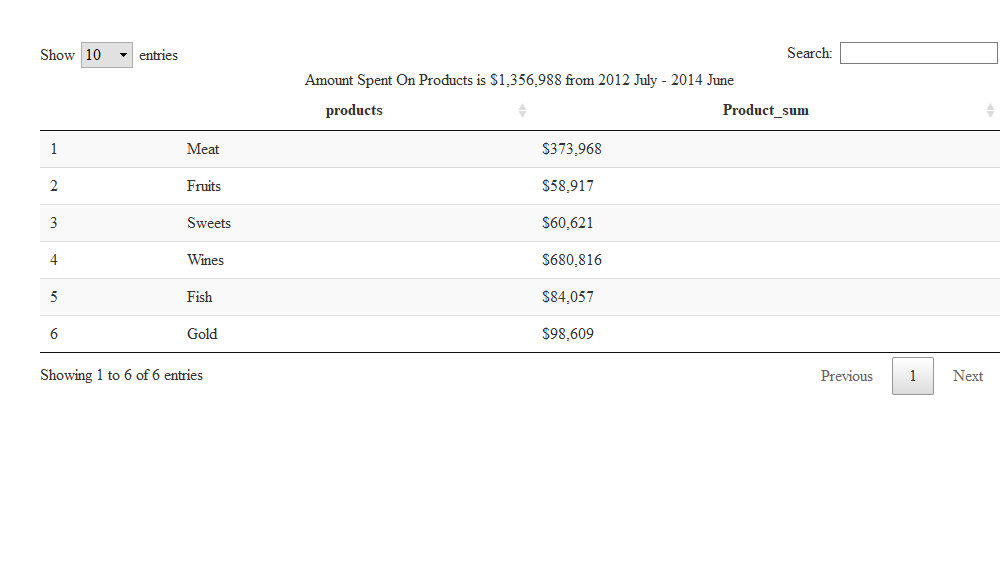 Show 10 entries Search:
Amount Spent On Products is $1,356,988 from 2012 July - 2014 June
products Product_sum
1 Meat $373,968
2 Fruits $58,917
3 Sweets $60,621
4 Wines $680,816
5 Fish $84,057
6 Gold $98,609
Showing 1 to 6 of 6 entries Previous 1 Next